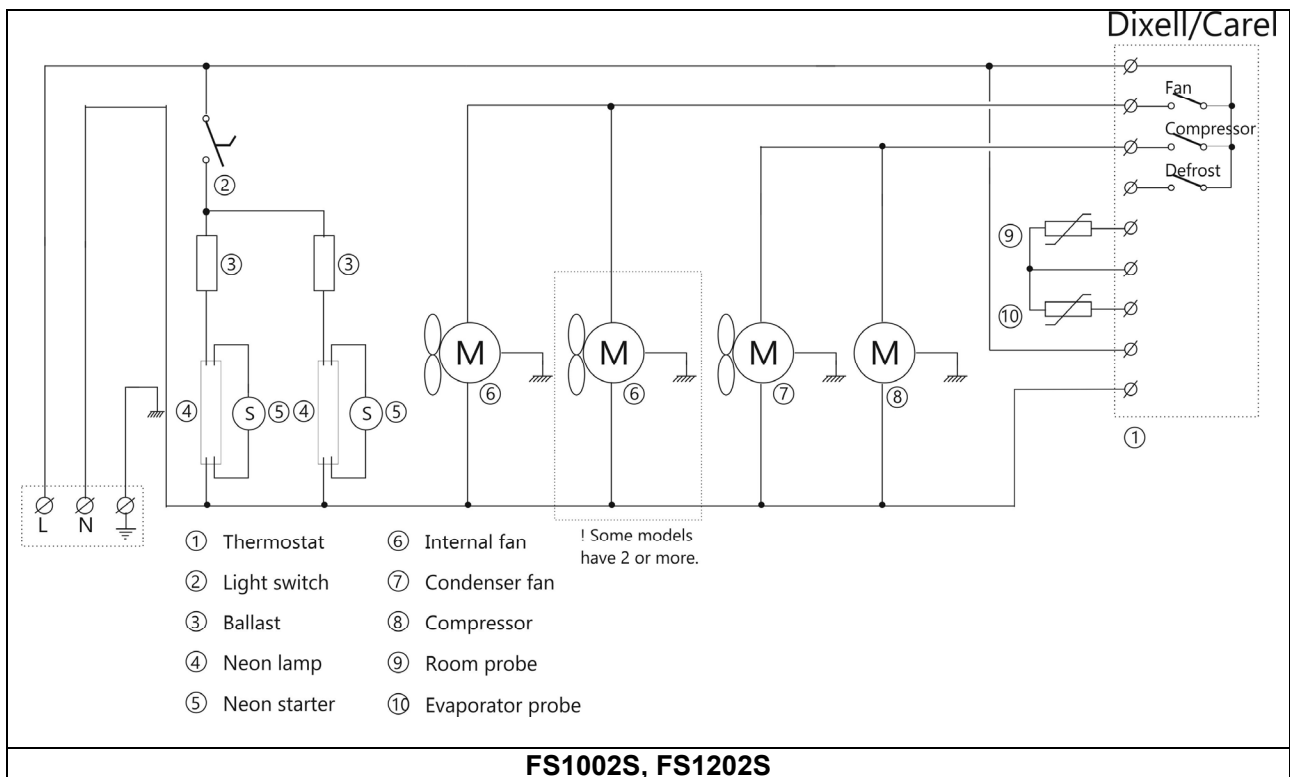 Dixell/Carel
Fan
Compressor
Defrost
②
③
③
⑨
⑩
M
M
M
M
⑥
⑥
⑦
⑧
④
S
⑤
④
S
⑤
①
L
N
! Some models
have 2 or more.
① Thermostat
② Light switch
③ Ballast
④ Neon lamp
⑤ Neon starter
⑥ Internal fan
⑦ Condenser fan
⑧ Compressor
⑨ Room probe
⑩ Evaporator probe
FS1002S, FS1202S